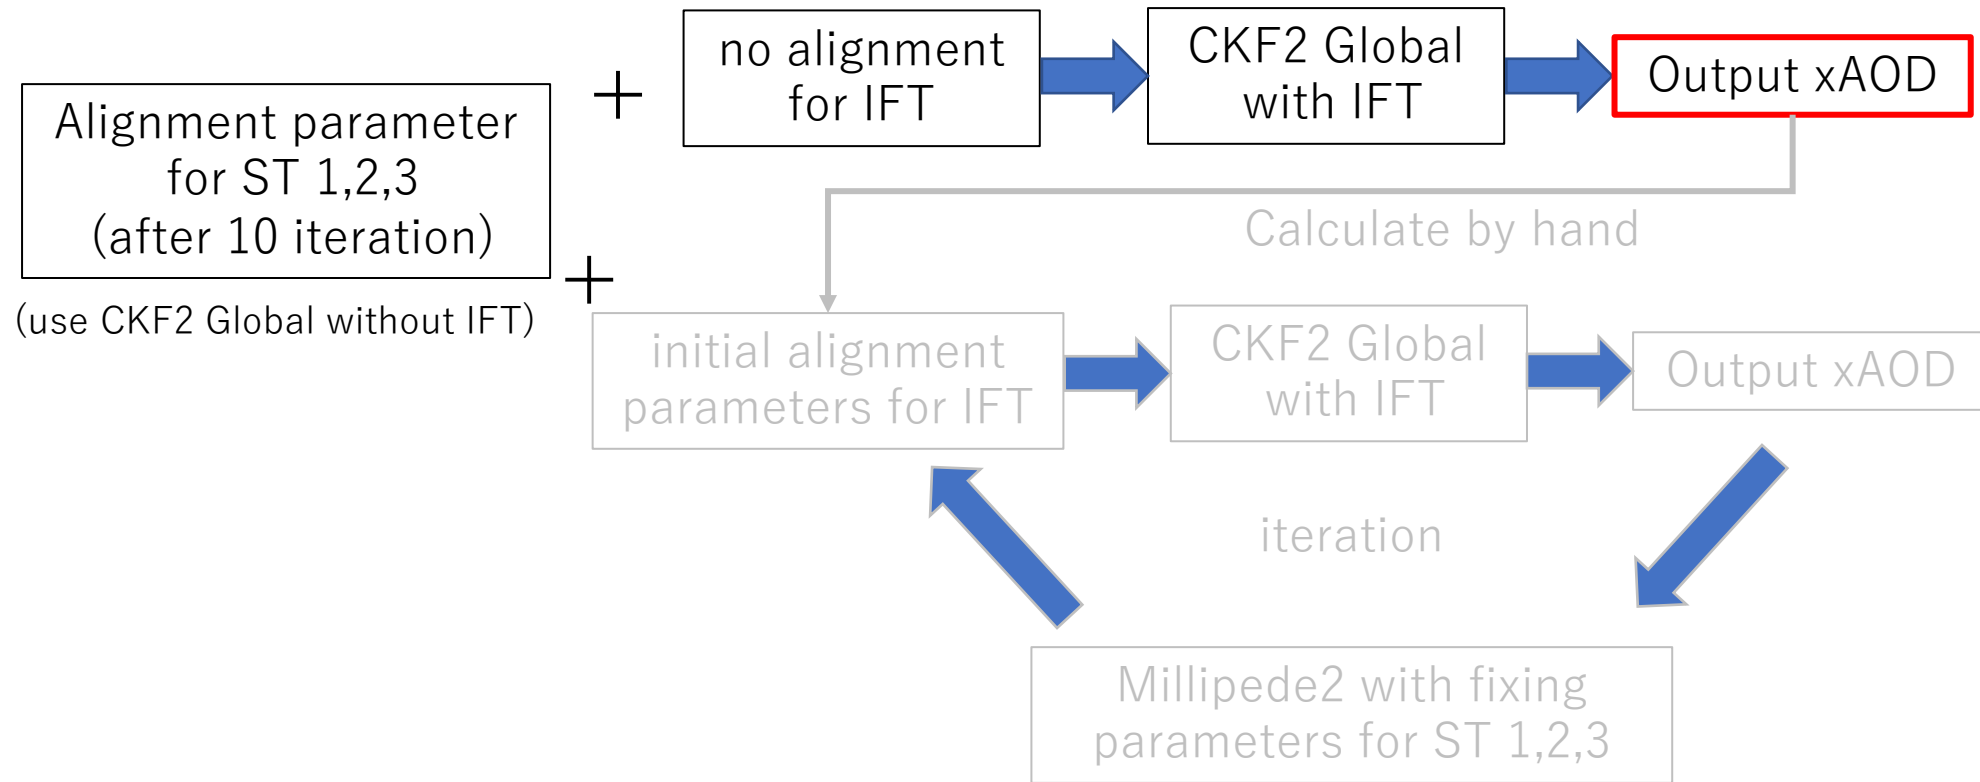 Alignment parameter
for ST 1,2,3
(after 10 iteration)
(use CKF2 Global without IFT)
+
no alignment
for IFT
CKF2 Global
with IFT
Output xAOD
Calculate by hand
+
initial alignment
parameters for IFT
CKF2 Global
with IFT
Output xAOD
iteration
Millipede2 with fixing
parameters for ST 1,2,3